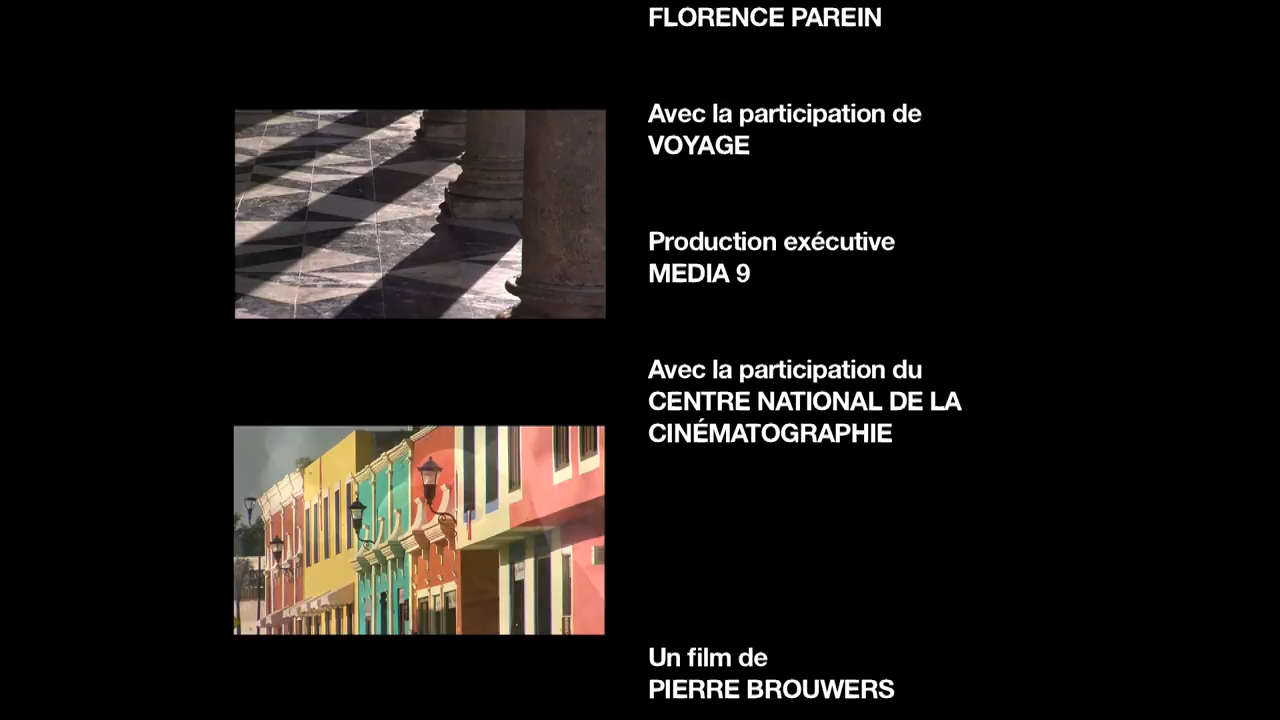 FLORENCE PAREIN
Avec la participation de
VOYAGE
Production exécutive
MEDIA 9
Avec la participation du
CENTRE NATIONAL DE LA
CINÉMATOGRAPHIE
Un film de
PIERRE BROUWERS